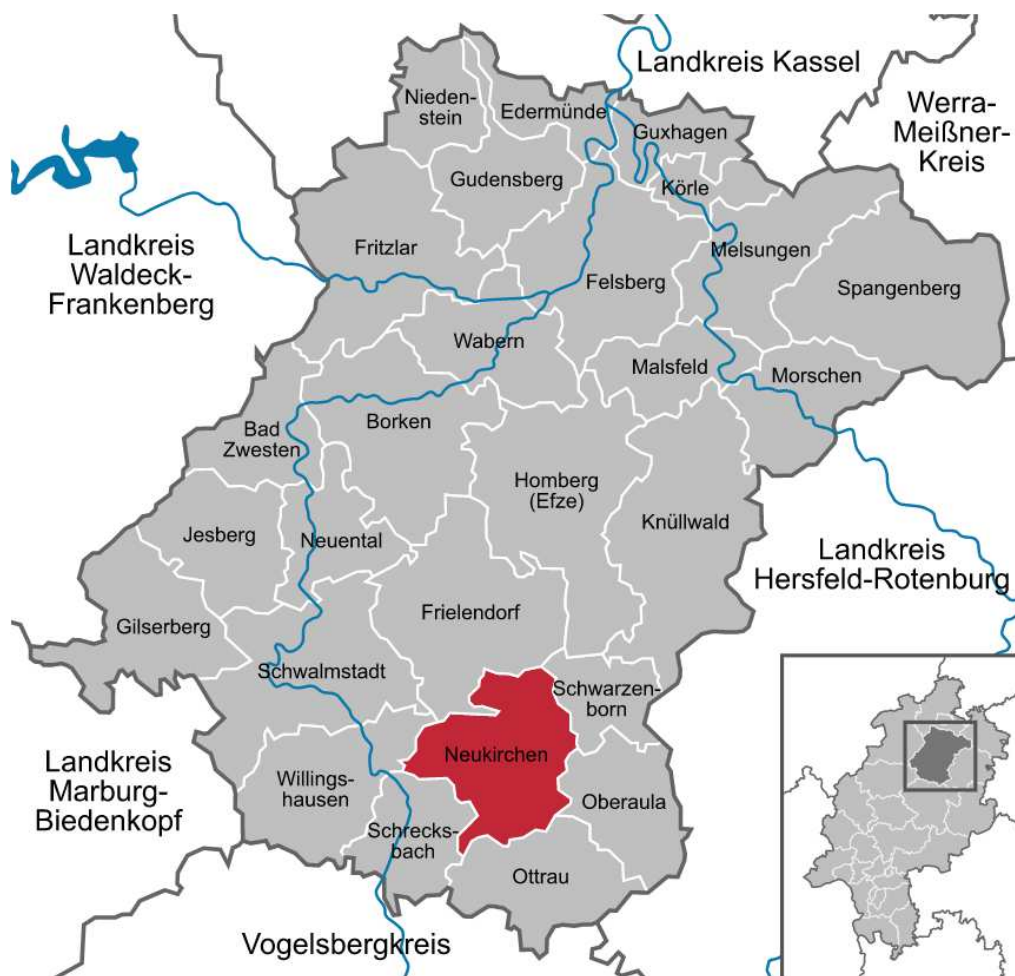 Landkreis Kassel
Werra-
Meißner-
Kreis
Nieden-
stein
Edermünde
Guxhagen
Gudensberg
Körle
Landkreis
Waldeck-
Frankenberg
Fritzlar
Melsungen
Felsberg
Spangenberg
Wabern
Malsfeld
Morschen
Bad
Zwesten
Borken
Homberg
(Efze)
Knüllwald
Jesberg
Neuental
Landkreis
Hersfeld-Rotenburg
Gilserberg
Frielendorf
Schwalmstadt
Schwarzen-
born
Neukirchen
Landkreis
Marburg-
Biedenkopf
Willings-
hausen
Oberaula
Schrecks-
bach
Ottrau
Vogelsbergkreis